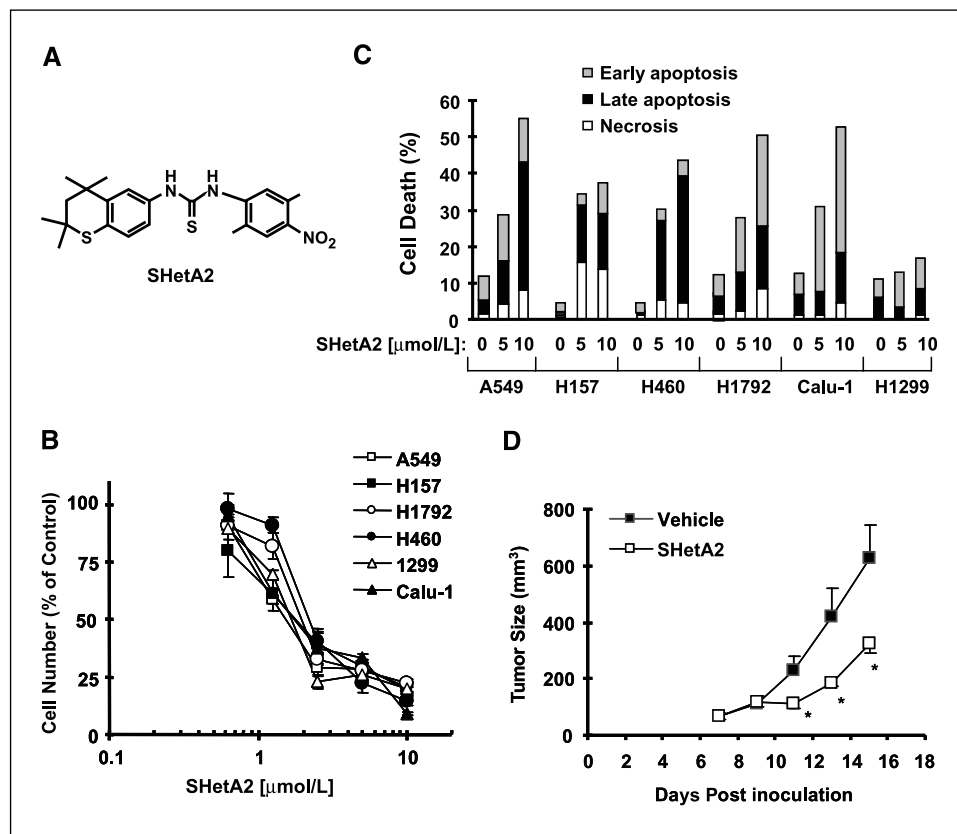 A
H H
N N
S
S
NO₂
SHetA2
C
Early apoptosis
Late apoptosis
Necrosis
Cell Death (%)
60
50
40
30
20
10
0
SHetA2 [μmol/L]: 0 5 10 0 5 10 0 5 10 0 5 10 0 5 10 0 5 10
A549 H157 H460 H1792 Calu-1 H1299
B
A549
H157
H1792
H460
1299
Calu-1
Cell Number (% of Control)
100
75
50
25
0
0.1 1 10
SHetA2 [μmol/L]
D
Vehicle
SHetA2
Tumor Size (mm³)
800
600
400
200
0
* * *
0 2 4 6 8 10 12 14 16 18
Days Post inoculation